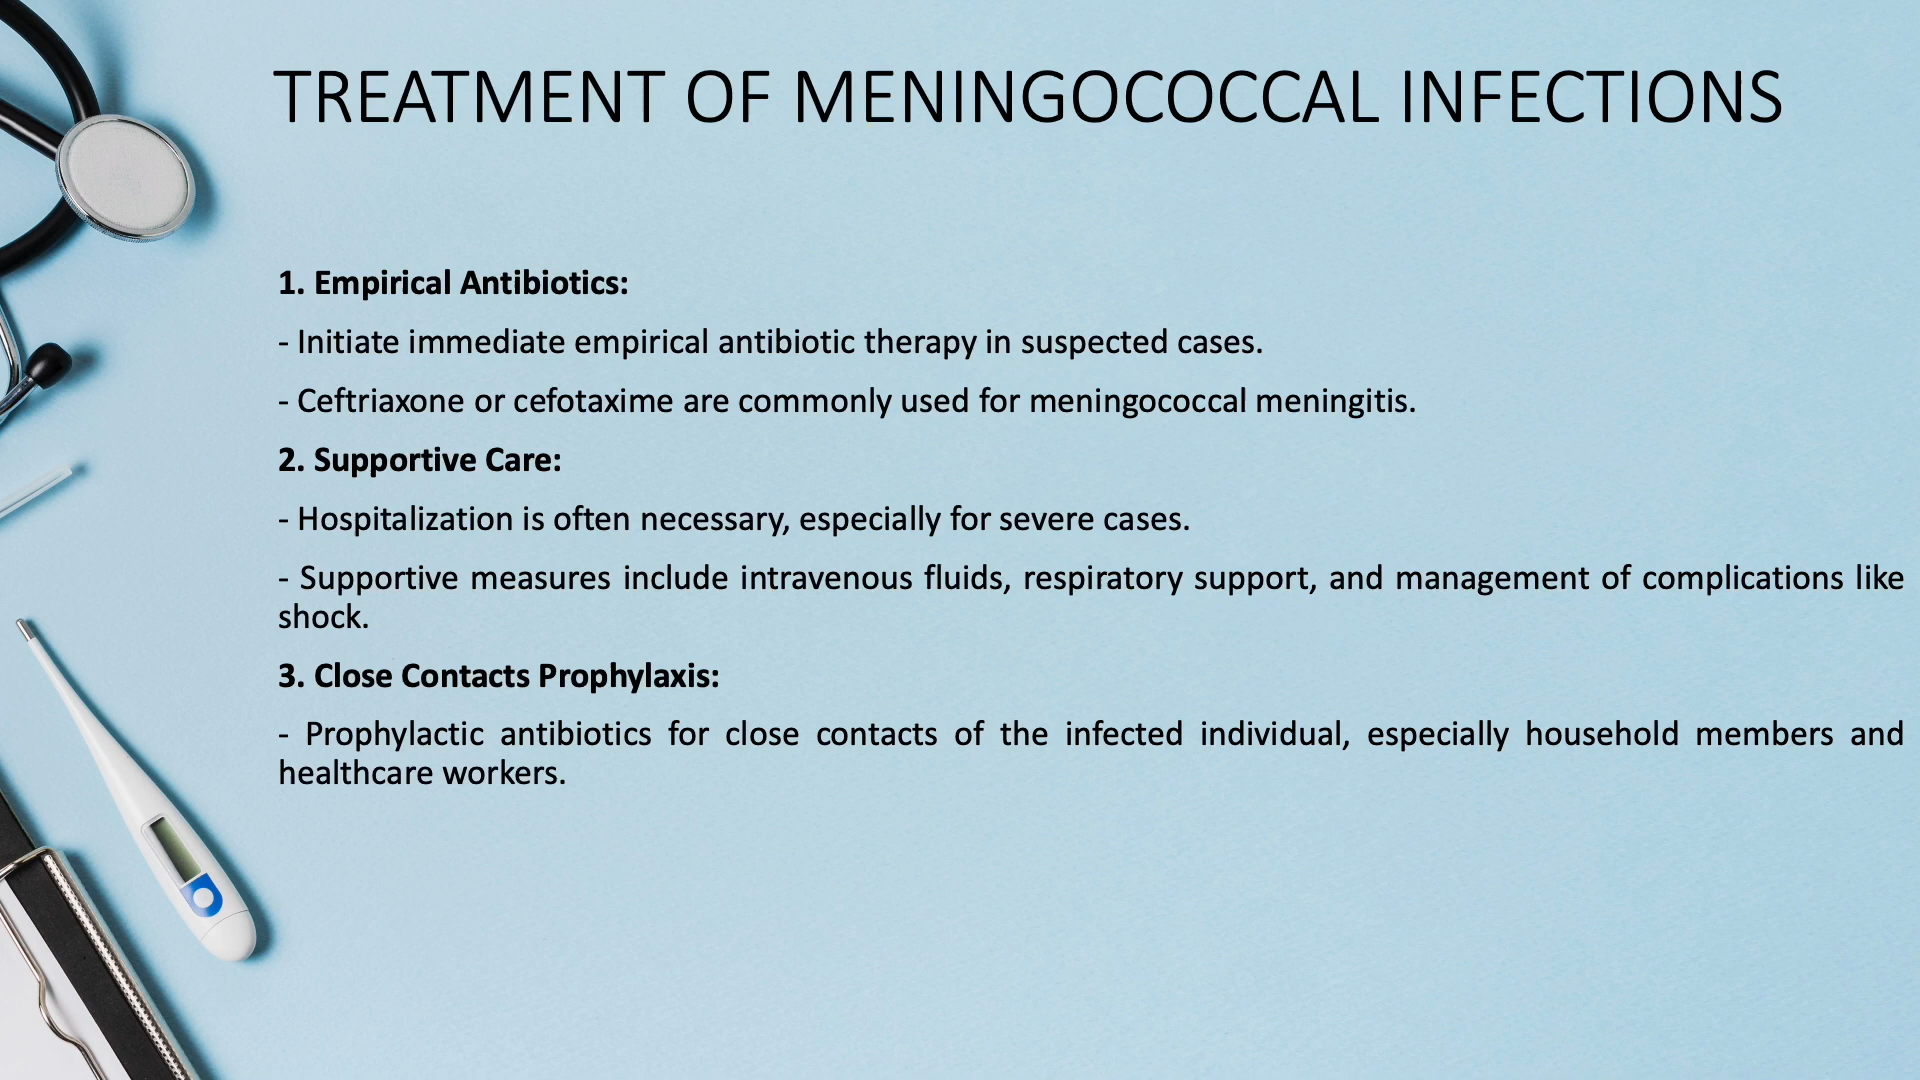 TREATMENT OF MENINGOCOCCAL INFECTIONS
1. Empirical Antibiotics:
- Initiate immediate empirical antibiotic therapy in suspected cases.
- Ceftriaxone or cefotaxime are commonly used for meningococcal meningitis.
2. Supportive Care:
- Hospitalization is often necessary, especially for severe cases.
- Supportive measures include intravenous fluids, respiratory support, and management of complications like
shock.
3. Close Contacts Prophylaxis:
- Prophylactic antibiotics for close contacts of the infected individual, especially household members and
healthcare workers.